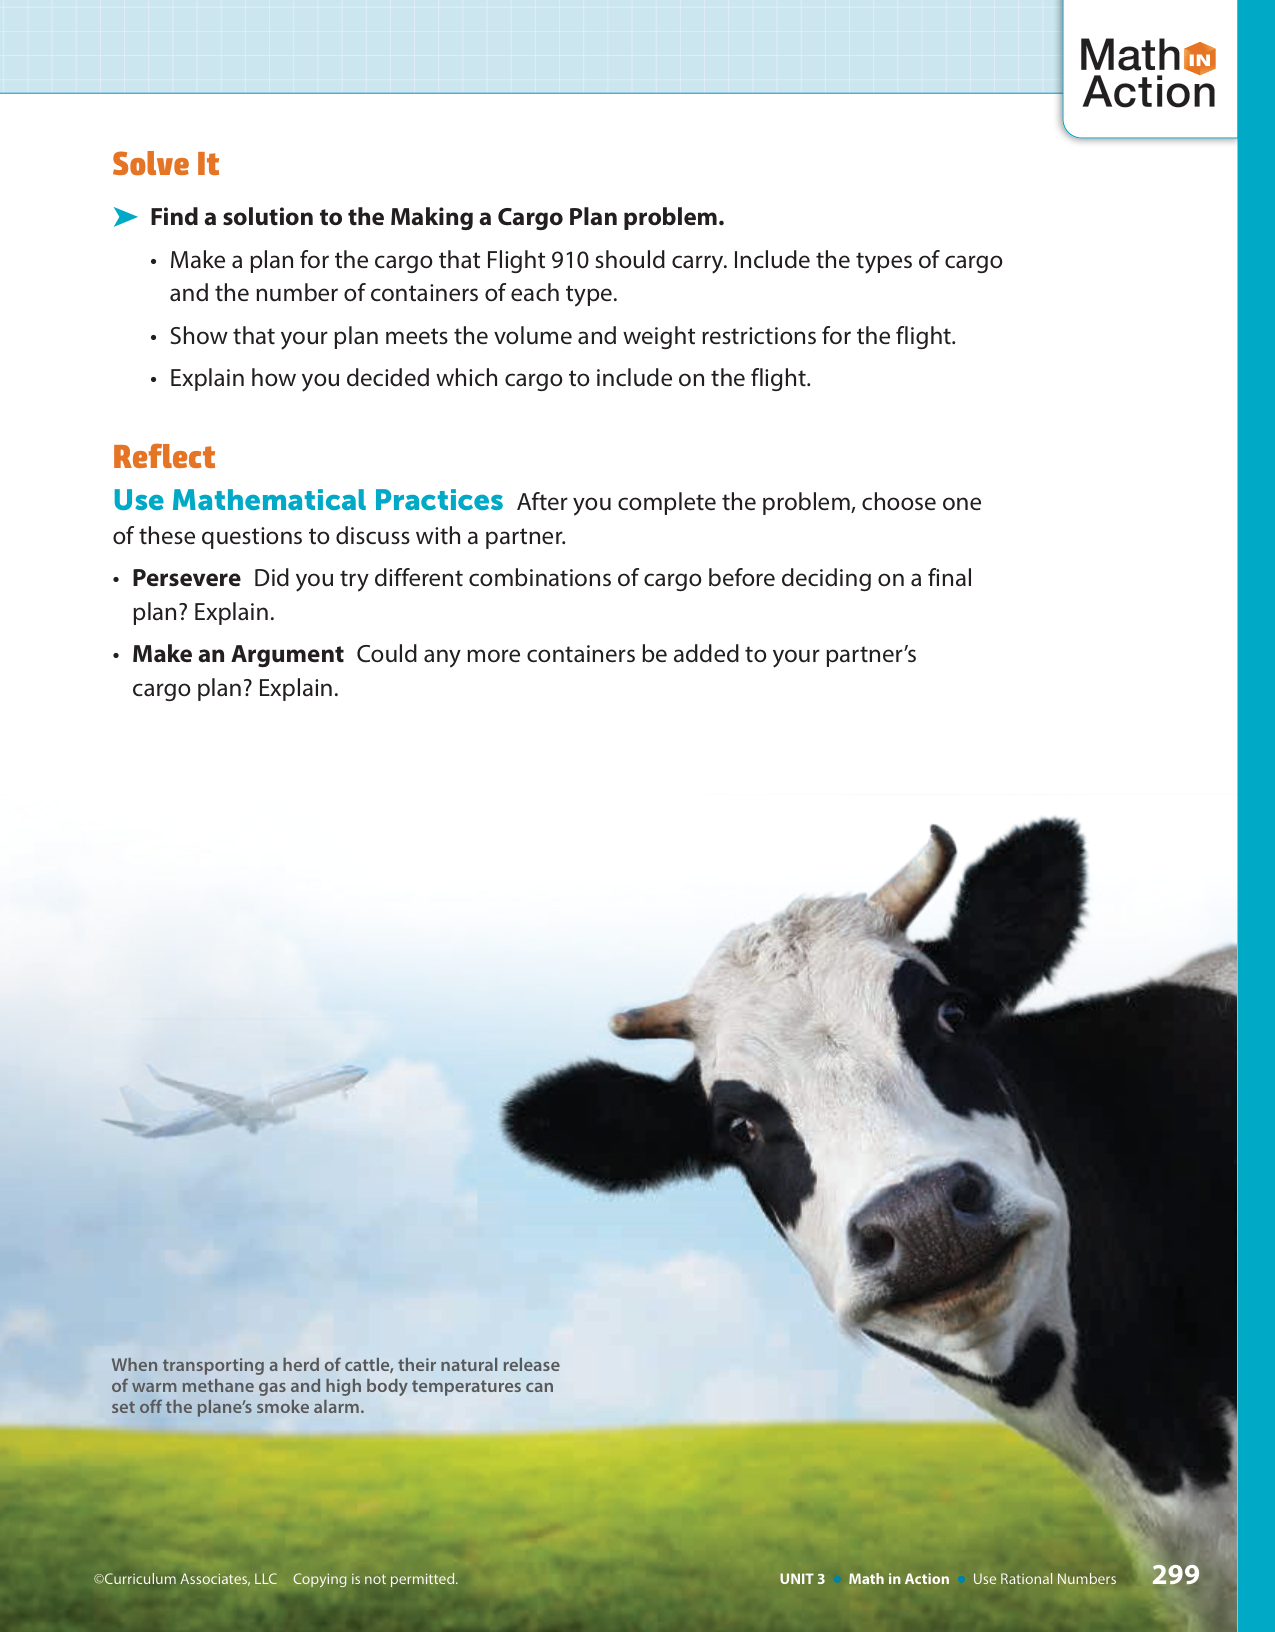 Math IN
Action
Solve It
➤ Find a solution to the Making a Cargo Plan problem.
• Make a plan for the cargo that Flight 910 should carry. Include the types of cargo
and the number of containers of each type.
• Show that your plan meets the volume and weight restrictions for the flight.
• Explain how you decided which cargo to include on the flight.
Reflect
Use Mathematical Practices After you complete the problem, choose one
of these questions to discuss with a partner.
• Persevere Did you try different combinations of cargo before deciding on a final
plan? Explain.
• Make an Argument Could any more containers be added to your partner’s
cargo plan? Explain.
When transporting a herd of cattle, their natural release
of warm methane gas and high body temperatures can
set off the plane’s smoke alarm.
©Curriculum Associates, LLC Copying is not permitted.
UNIT 3 • Math in Action • Use Rational Numbers 299